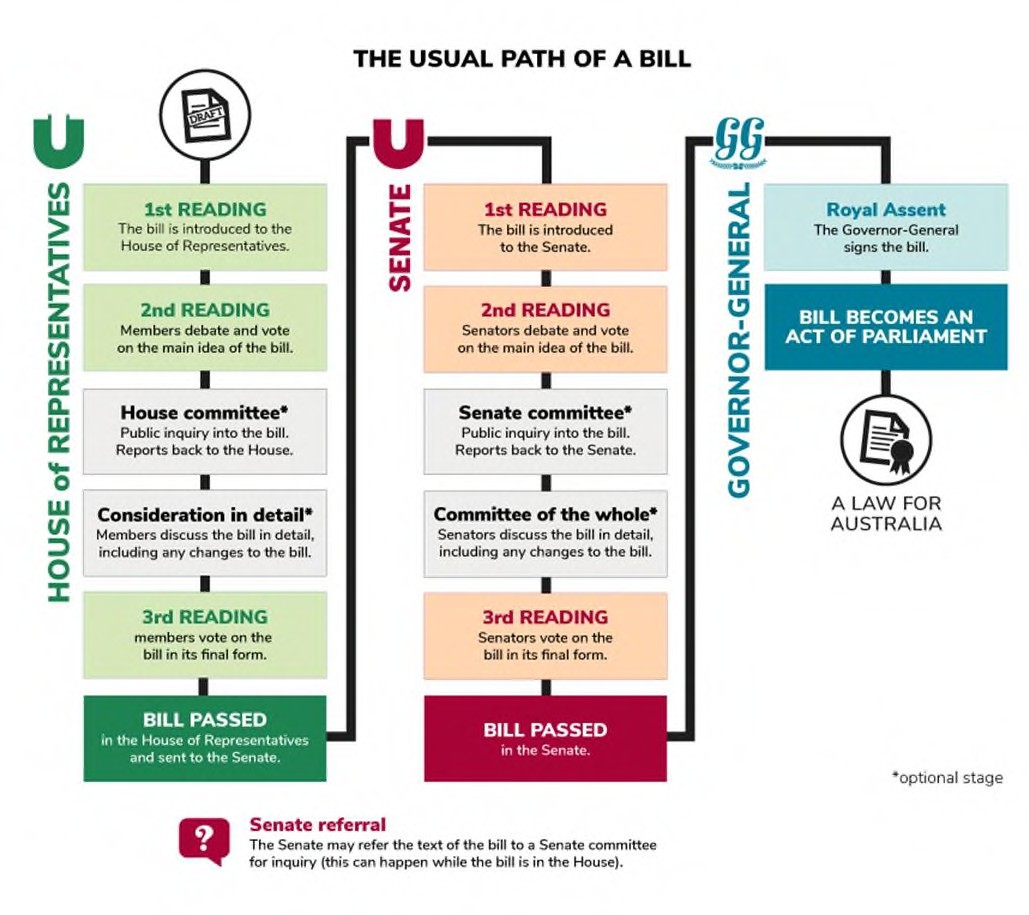 THE USUAL PATH OF A BILL
DRAFT
HOUSE of REPRESENTATIVES
1st READING
The bill is introduced to the
House of Representatives.
2nd READING
Members debate and vote
on the main idea of the bill.
House committee*
Public inquiry into the bill.
Reports back to the House.
Consideration in detail*
Members discuss the bill in detail,
including any changes to the bill.
3rd READING
members vote on the
bill in its final form.
BILL PASSED
in the House of Representatives
and sent to the Senate.
SENATE
1st READING
The bill is introduced
to the Senate.
2nd READING
Senators debate and vote
on the main idea of the bill.
Senate committee*
Public inquiry into the bill.
Reports back to the Senate.
Committee of the whole*
Senators discuss the bill in detail,
including any changes to the bill.
3rd READING
Senators vote on the
bill in its final form.
BILL PASSED
in the Senate.
GG
GOVERNOR-GENERAL
Royal Assent
The Governor-General
signs the bill.
BILL BECOMES AN
ACT OF PARLIAMENT
A LAW FOR
AUSTRALIA
*optional stage
?
Senate referral
The Senate may refer the text of the bill to a Senate committee
for inquiry (this can happen while the bill is in the House).